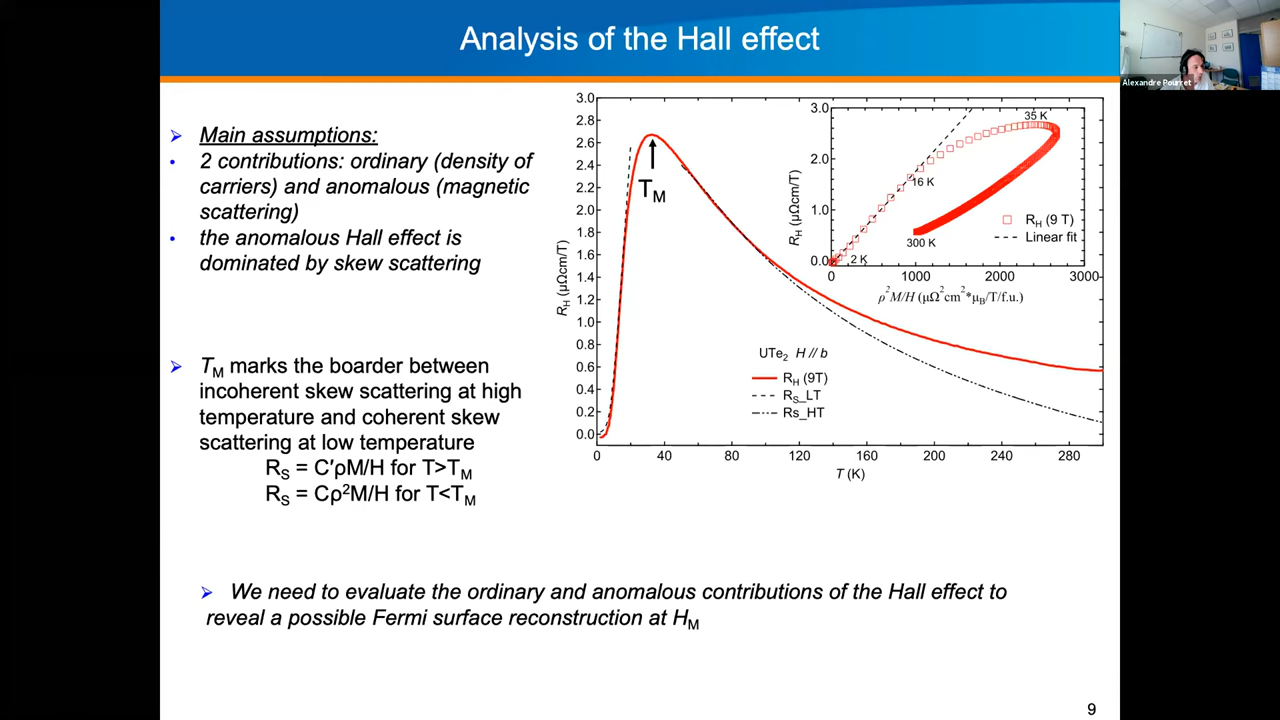 Analysis of the Hall effect
Alexandre Pourret
➢ Main assumptions:
• 2 contributions: ordinary (density of
carriers) and anomalous (magnetic
scattering)
• the anomalous Hall effect is
dominated by skew scattering
➢ T_M marks the boarder between
incoherent skew scattering at high
temperature and coherent skew
scattering at low temperature
R_S = C′ρM/H for T>T_M
R_S = Cρ²M/H for T<T_M
3.0
2.8
2.6
2.4
2.2
2.0
1.8
1.6
1.4
1.2
1.0
0.8
0.6
0.4
0.2
0.0
R_H (μΩcm/T)
0 40 80 120 160 200 240 280
T (K)
T_M
UTe₂ H // b
R_H (9T)
R_S_LT
Rs_HT
3.0
2.0
1.0
0.0
R_H (μΩcm/T)
35 K
16 K
300 K
2 K
R_H (9 T)
Linear fit
0 1000 2000 3000
ρ²M/H (μΩ²cm²*μ_B/T/f.u.)
➢ We need to evaluate the ordinary and anomalous contributions of the Hall effect to
reveal a possible Fermi surface reconstruction at H_M
9